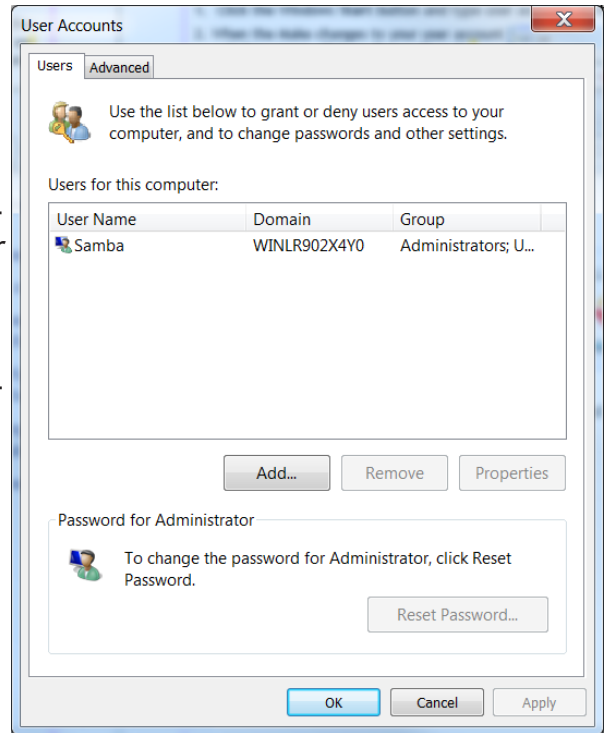 User Accounts
Users Advanced
Use the list below to grant or deny users access to your
computer, and to change passwords and other settings.
Users for this computer:
User Name Domain Group
Samba WINLR902X4Y0 Administrators; U...
Add... Remove Properties
Password for Administrator
To change the password for Administrator, click Reset
Password.
Reset Password...
OK Cancel Apply